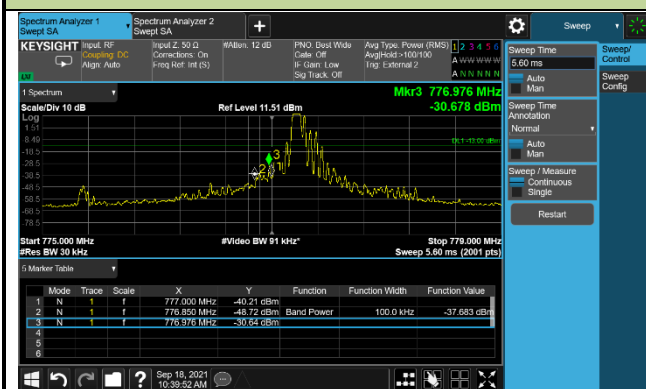 Spectrum Analyzer 1
Swept SA
Spectrum Analyzer 2
Swept SA
Sweep
KEYSIGHT
Input: RF
Coupling: DC
Align: Auto
Input Z: 50 Ω
Corrections: On
Freq Ref: Int (S)
#Atten: 12 dB
PNO: Best Wide
Gate: Off
IF Gain: Low
Sig Track: Off
Avg Type: Power (RMS)
Avg|Hold >100/100
Trig: External 2
1 2 3 4 5 6
A W W W W W
A N N N N N
LU
1 Spectrum
Scale/Div 10 dB
Log
Ref Level 11.51 dBm
Mkr3 776.976 MHz
-30.678 dBm
1.51
-8.49
-18.5
-28.5
-38.5
-48.5
-58.5
-68.5
-78.5
DL1 -13.00 dBm
3
2
1
Start 775.000 MHz
#Res BW 30 kHz
#Video BW 91 kHz*
Stop 779.000 MHz
Sweep 5.60 ms (2001 pts)
5 Marker Table
Mode Trace Scale X Y Function Function Width Function Value
1 N 1 f 777.000 MHz -40.21 dBm
2 N 1 f 776.850 MHz -48.72 dBm Band Power 100.0 kHz -37.683 dBm
3 N 1 f 776.976 MHz -30.64 dBm
4
5
6
Sep 18, 2021
10:39:52 AM
Sweep Time
5.60 ms
Auto
Man
Sweep Time
Annotation
Normal
Auto
Man
Sweep / Measure
Continuous
Single
Restart
Sweep/
Control
Sweep
Config